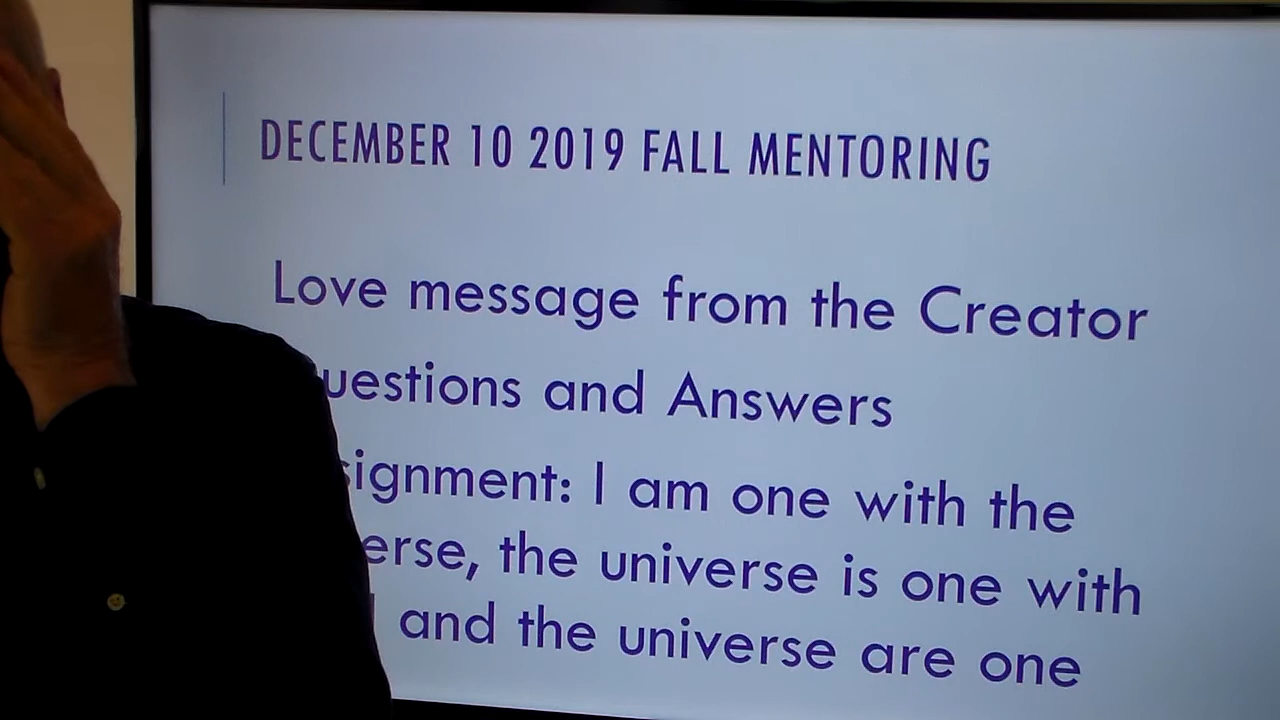 DECEMBER 10 2019 FALL MENTORING
Love message from the Creator
uestions and Answers
signment: I am one with the
erse, the universe is one with
and the universe are one